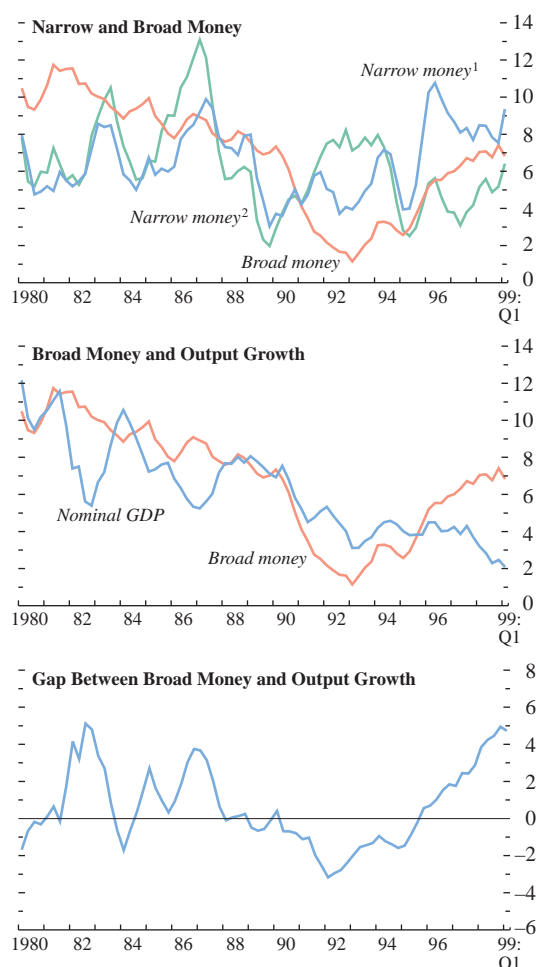 Narrow and Broad Money
14
12
10
8
6
4
2
0
Narrow money1
Narrow money2
Broad money
1980 82 84 86 88 90 92 94 96 98 99:
Q1
Broad Money and Output Growth
14
12
10
8
6
4
2
0
Nominal GDP
Broad money
1980 82 84 86 88 90 92 94 96 99:
Q1
Gap Between Broad Money and Output Growth
8
6
4
2
0
–2
–4
–6
1980 82 84 86 88 90 92 94 96 99:
Q1